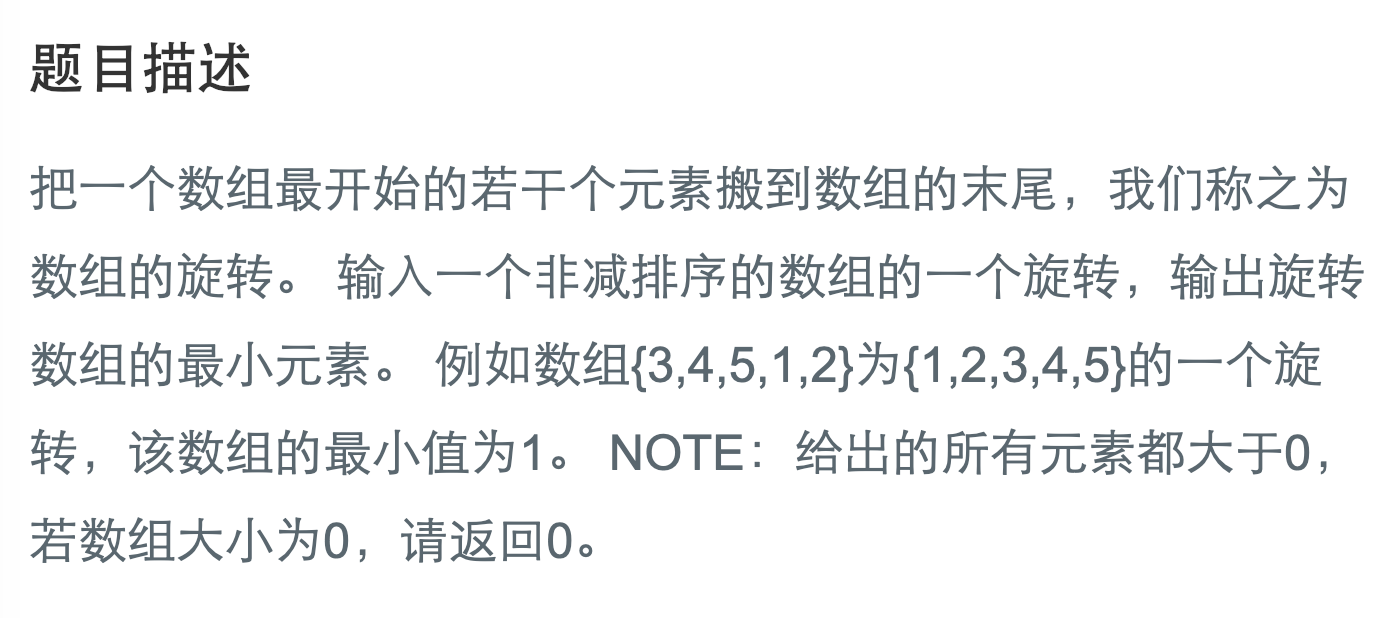 题目描述
把一个数组最开始的若干个元素搬到数组的末尾，我们称之为
数组的旋转。 输入一个非减排序的数组的一个旋转，输出旋转
数组的最小元素。 例如数组{3,4,5,1,2}为{1,2,3,4,5}的一个旋
转，该数组的最小值为1。 NOTE：给出的所有元素都大于0，
若数组大小为0，请返回0。